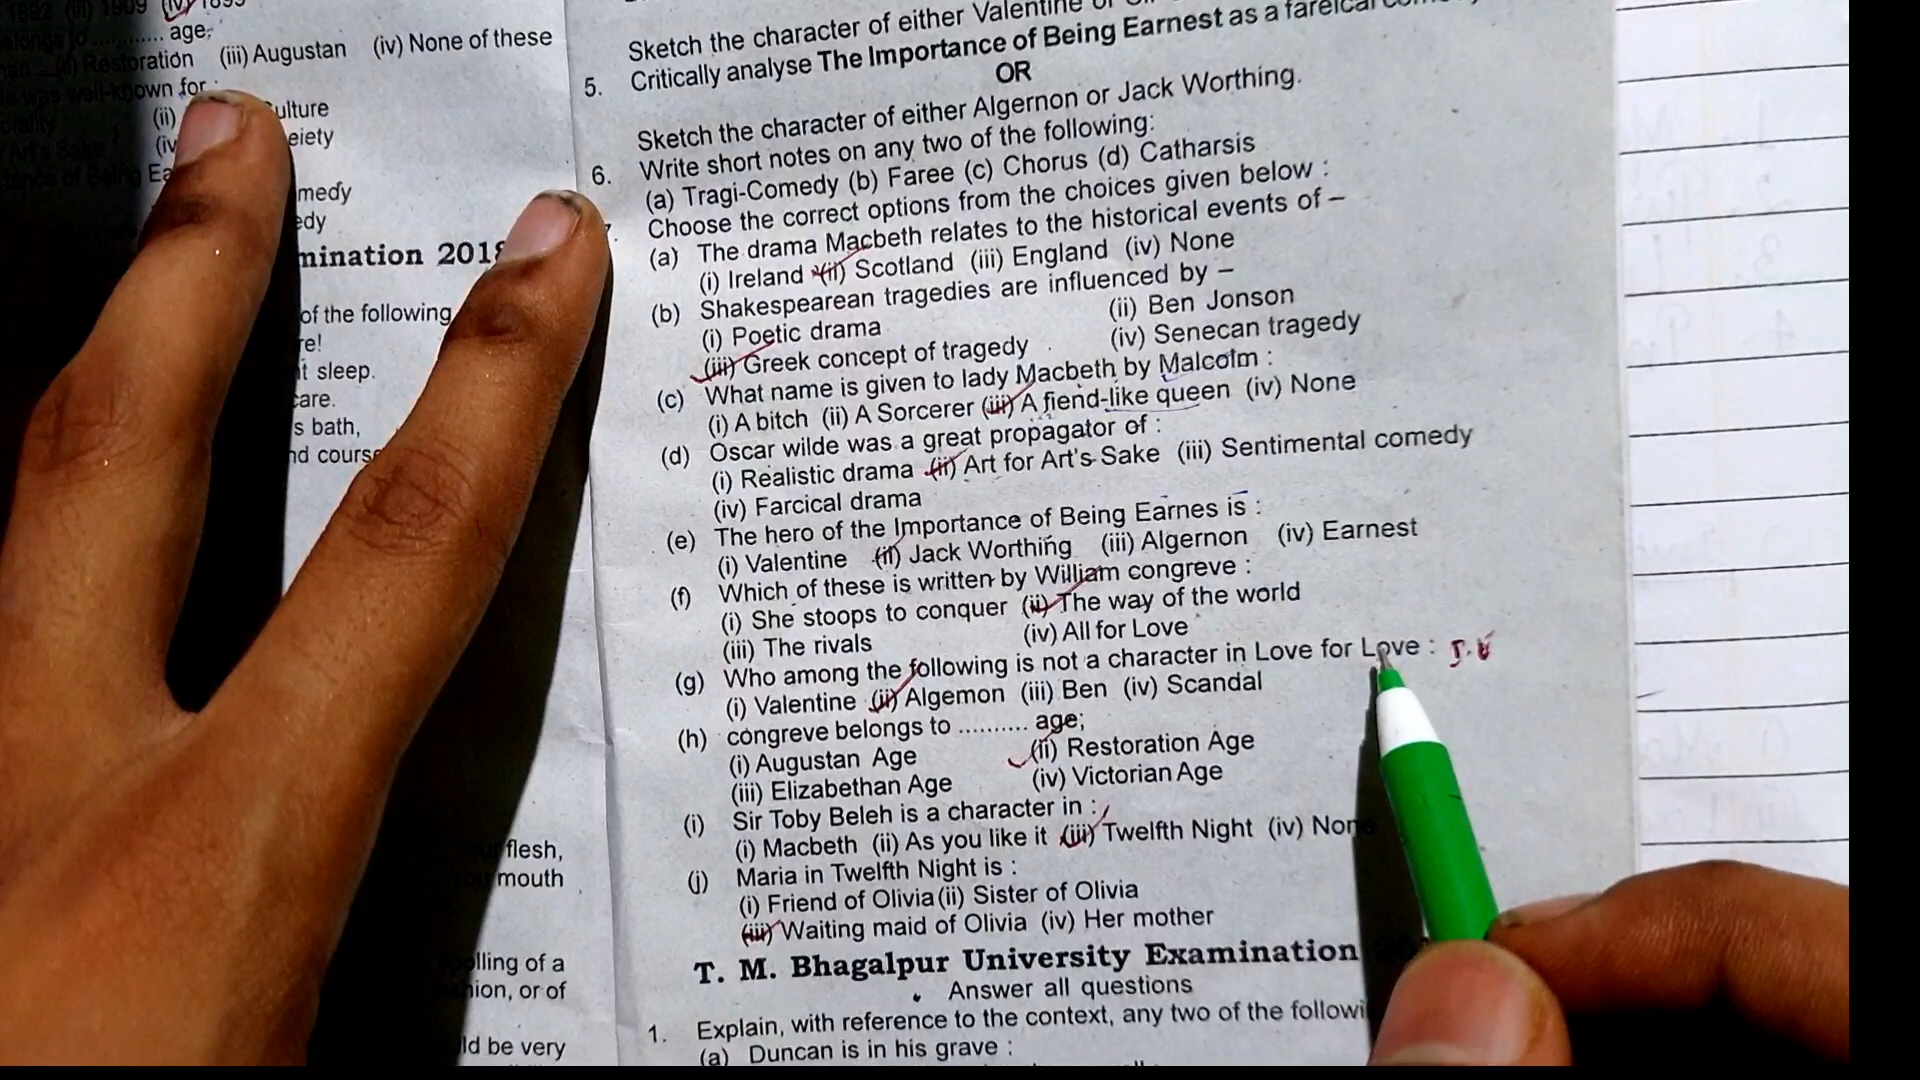 1892 (iii) 1909 (iv) 1895
belongs to ............ age;
(ii) Restoration (iii) Augustan (iv) None of these
was well-known for
(ii) ulture
(iv eiety
Art's Sake
tance of Being Ea
medy
edy
mination 2018
of the following
re!
t sleep.
care.
s bath,
nd course
flesh,
mouth
olling of a
hion, or of
ld be very
Sketch the character of either Valentine or
5. Critically analyse The Importance of Being Earnest as a fareical
OR
Sketch the character of either Algernon or Jack Worthing.
6. Write short notes on any two of the following:
(a) Tragi-Comedy (b) Faree (c) Chorus (d) Catharsis
Choose the correct options from the choices given below :
(a) The drama Macbeth relates to the historical events of –
(i) Ireland (ii) Scotland (iii) England (iv) None
(b) Shakespearean tragedies are influenced by –
(i) Poetic drama (ii) Ben Jonson
(iii) Greek concept of tragedy (iv) Senecan tragedy
(c) What name is given to lady Macbeth by Malcolm :
(i) A bitch (ii) A Sorcerer (iii) A fiend-like queen (iv) None
(d) Oscar wilde was a great propagator of :
(i) Realistic drama (ii) Art for Art's Sake (iii) Sentimental comedy
(iv) Farcical drama
(e) The hero of the Importance of Being Earnes is :
(i) Valentine (ii) Jack Worthing (iii) Algernon (iv) Earnest
(f) Which of these is written by William congreve :
(i) She stoops to conquer (ii) The way of the world
(iii) The rivals (iv) All for Love
(g) Who among the following is not a character in Love for Love :
(i) Valentine (ii) Algemon (iii) Ben (iv) Scandal
(h) congreve belongs to .......... age;
(i) Augustan Age (ii) Restoration Age
(iii) Elizabethan Age (iv) Victorian Age
(i) Sir Toby Beleh is a character in :
(i) Macbeth (ii) As you like it (iii) Twelfth Night (iv) None
(j) Maria in Twelfth Night is :
(i) Friend of Olivia (ii) Sister of Olivia
(iii) Waiting maid of Olivia (iv) Her mother
T. M. Bhagalpur University Examination
Answer all questions
1. Explain, with reference to the context, any two of the followi
(a) Duncan is in his grave :